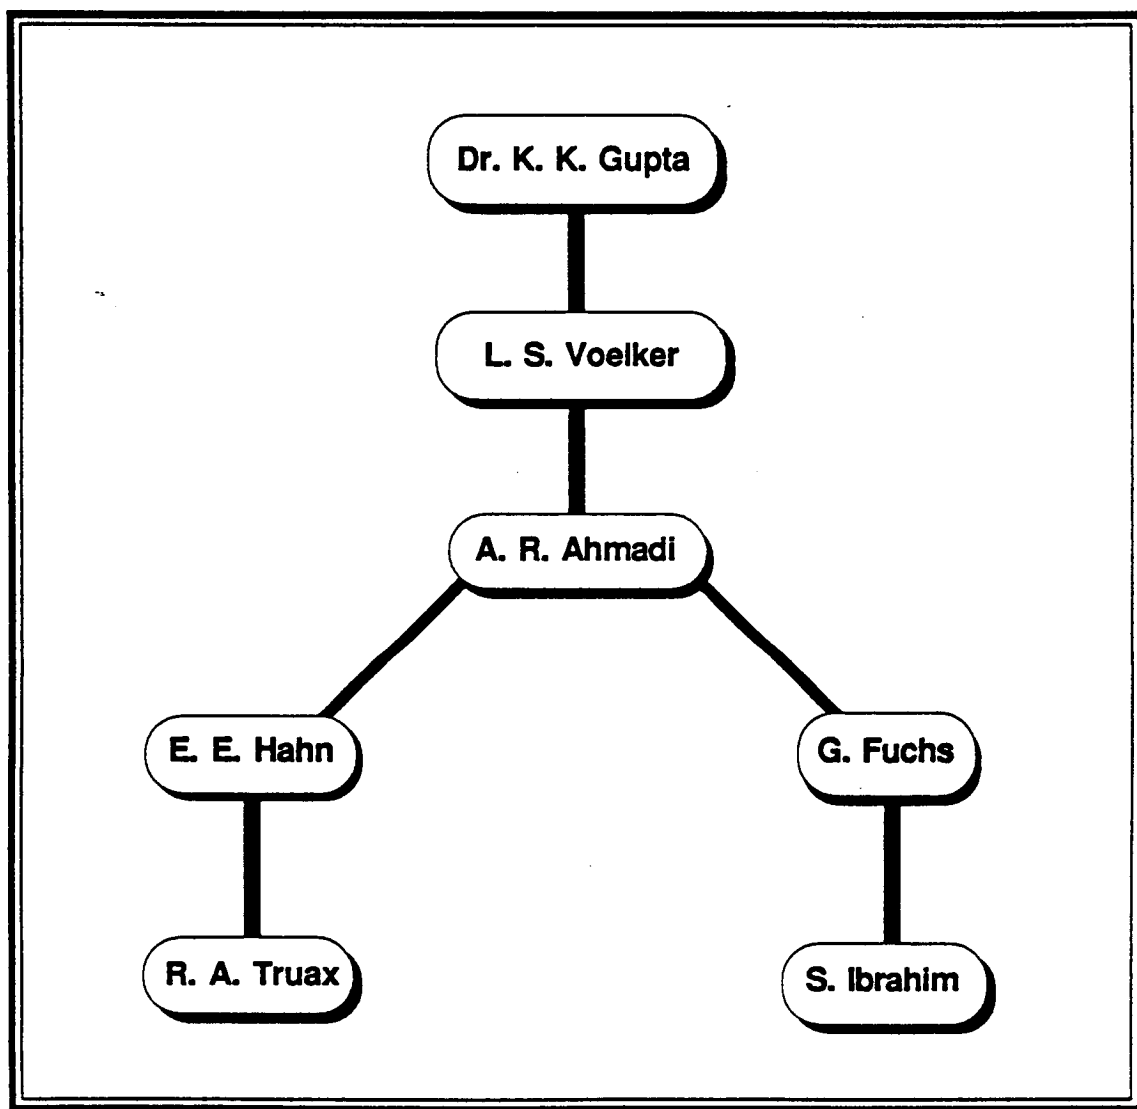 Dr. K. K. Gupta
L. S. Voelker
A. R. Ahmadi
E. E. Hahn
G. Fuchs
R. A. Truax
S. Ibrahim